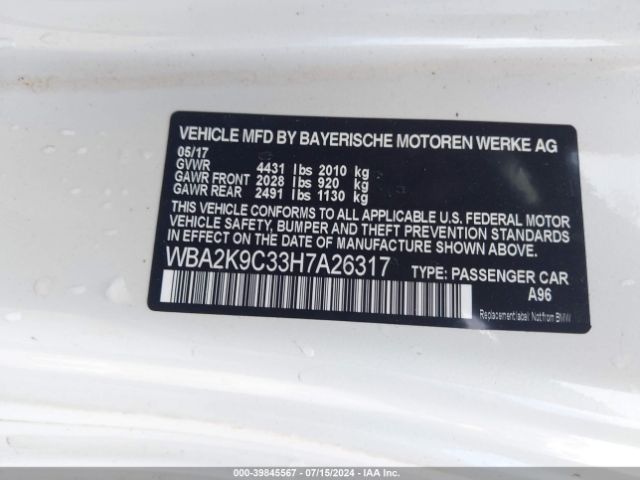 VEHICLE MFD BY BAYERISCHE MOTOREN WERKE AG
05/17
GVWR 4431 lbs 2010 kg
GAWR FRONT 2028 lbs 920 kg
GAWR REAR 2491 lbs 1130 kg
THIS VEHICLE CONFORMS TO ALL APPLICABLE U.S. FEDERAL MOTOR
VEHICLE SAFETY, BUMPER AND THEFT PREVENTION STANDARDS
IN EFFECT ON THE DATE OF MANUFACTURE SHOWN ABOVE.
WBA2K9C33H7A26317 TYPE: PASSENGER CAR
A96
Replacement label: Not from BMW
000-39845567 - 07/15/2024 - IAA Inc.